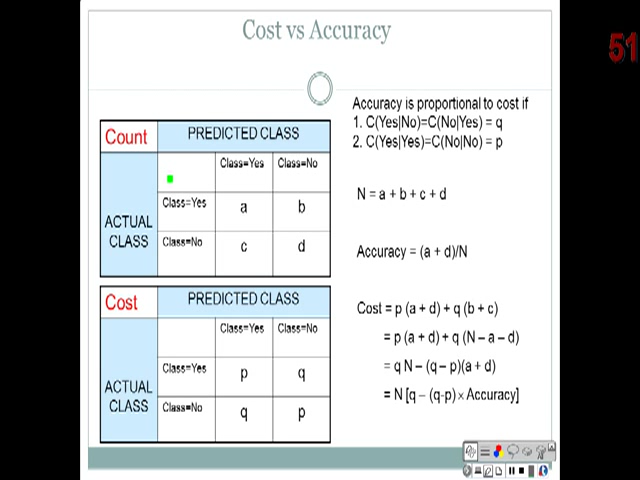 Cost vs Accuracy
51
Count
PREDICTED CLASS
Class=Yes
Class=No
ACTUAL CLASS
Class=Yes
a
b
Class=No
c
d
Cost
PREDICTED CLASS
Class=Yes
Class=No
ACTUAL CLASS
Class=Yes
p
q
Class=No
q
p
Accuracy is proportional to cost if
1. C(Yes|No)=C(No|Yes) = q
2. C(Yes|Yes)=C(No|No) = p
N = a + b + c + d
Accuracy = (a + d)/N
Cost = p (a + d) + q (b + c)
= p (a + d) + q (N – a – d)
= q N – (q – p)(a + d)
= N [q – (q-p) × Accuracy]